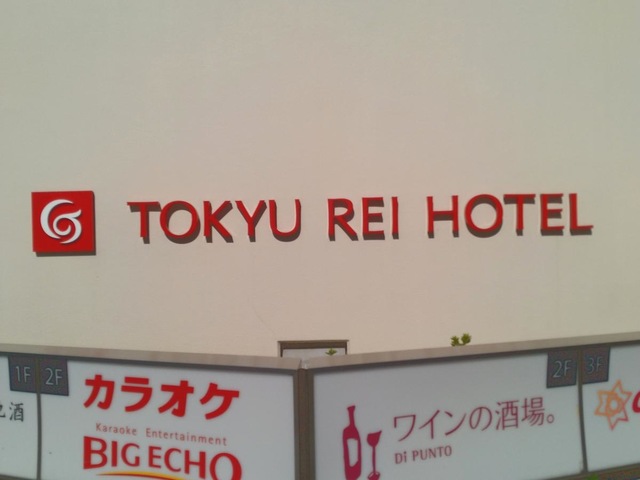 TOKYU REI HOTEL
1F
酒
2F
カラオケ
Karaoke Entertainment
BIG ECHO
ワインの酒場。
Di PUNTO
2F
3F